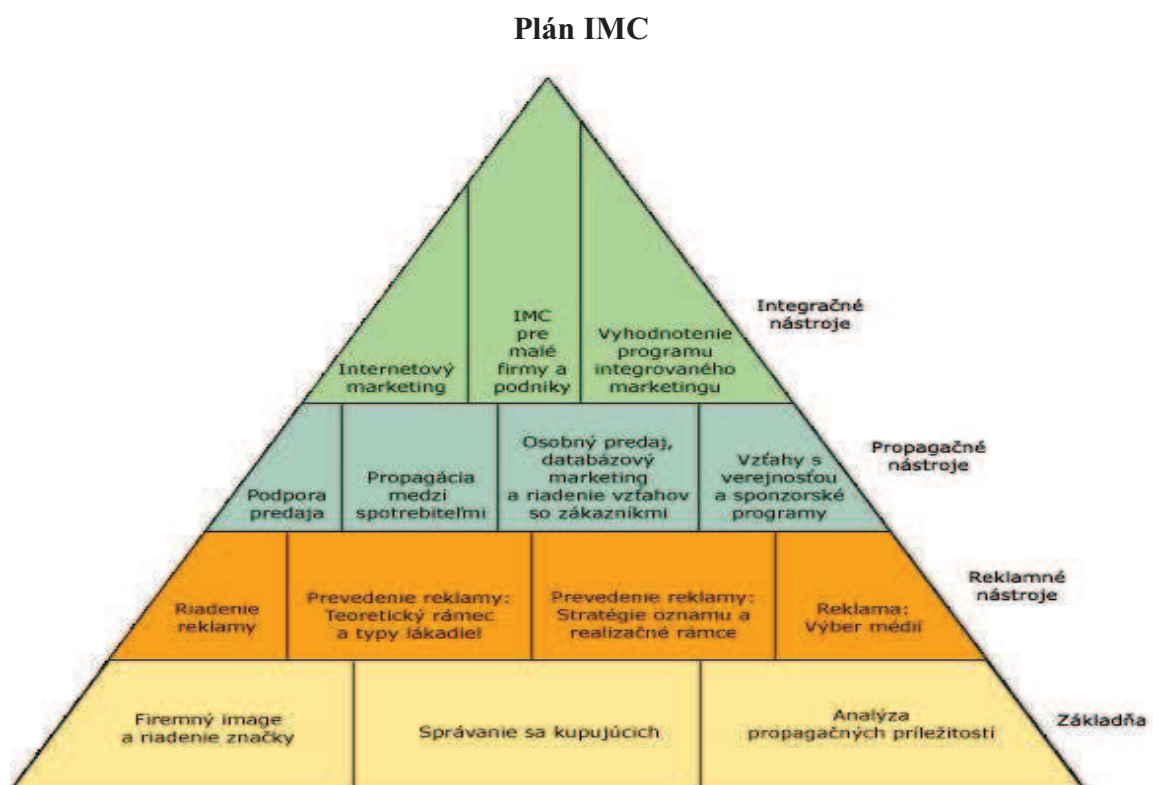 Plán IMC
Internetový
marketing
IMC
pre
malé
firmy a
podniky
Vyhodnotenie
programu
integrovaného
marketingu
Integračné
nástroje
Podpora
predaja
Propagácia
medzi
spotrebiteľmi
Osobný predaj,
databázový
marketing
a riadenie vzťahov
so zákazníkmi
Vzťahy s
verejnosťou
a sponzorské
programy
Propagačné
nástroje
Riadenie
reklamy
Prevedenie reklamy:
Teoretický rámec
a typy lákadiel
Prevedenie reklamy:
Stratégie oznamu a
realizačné rámce
Reklama:
Výber médií
Reklamné
nástroje
Firemný image
a riadenie značky
Správanie sa kupujúcich
Analýza
propagačných príležitostí
Základňa